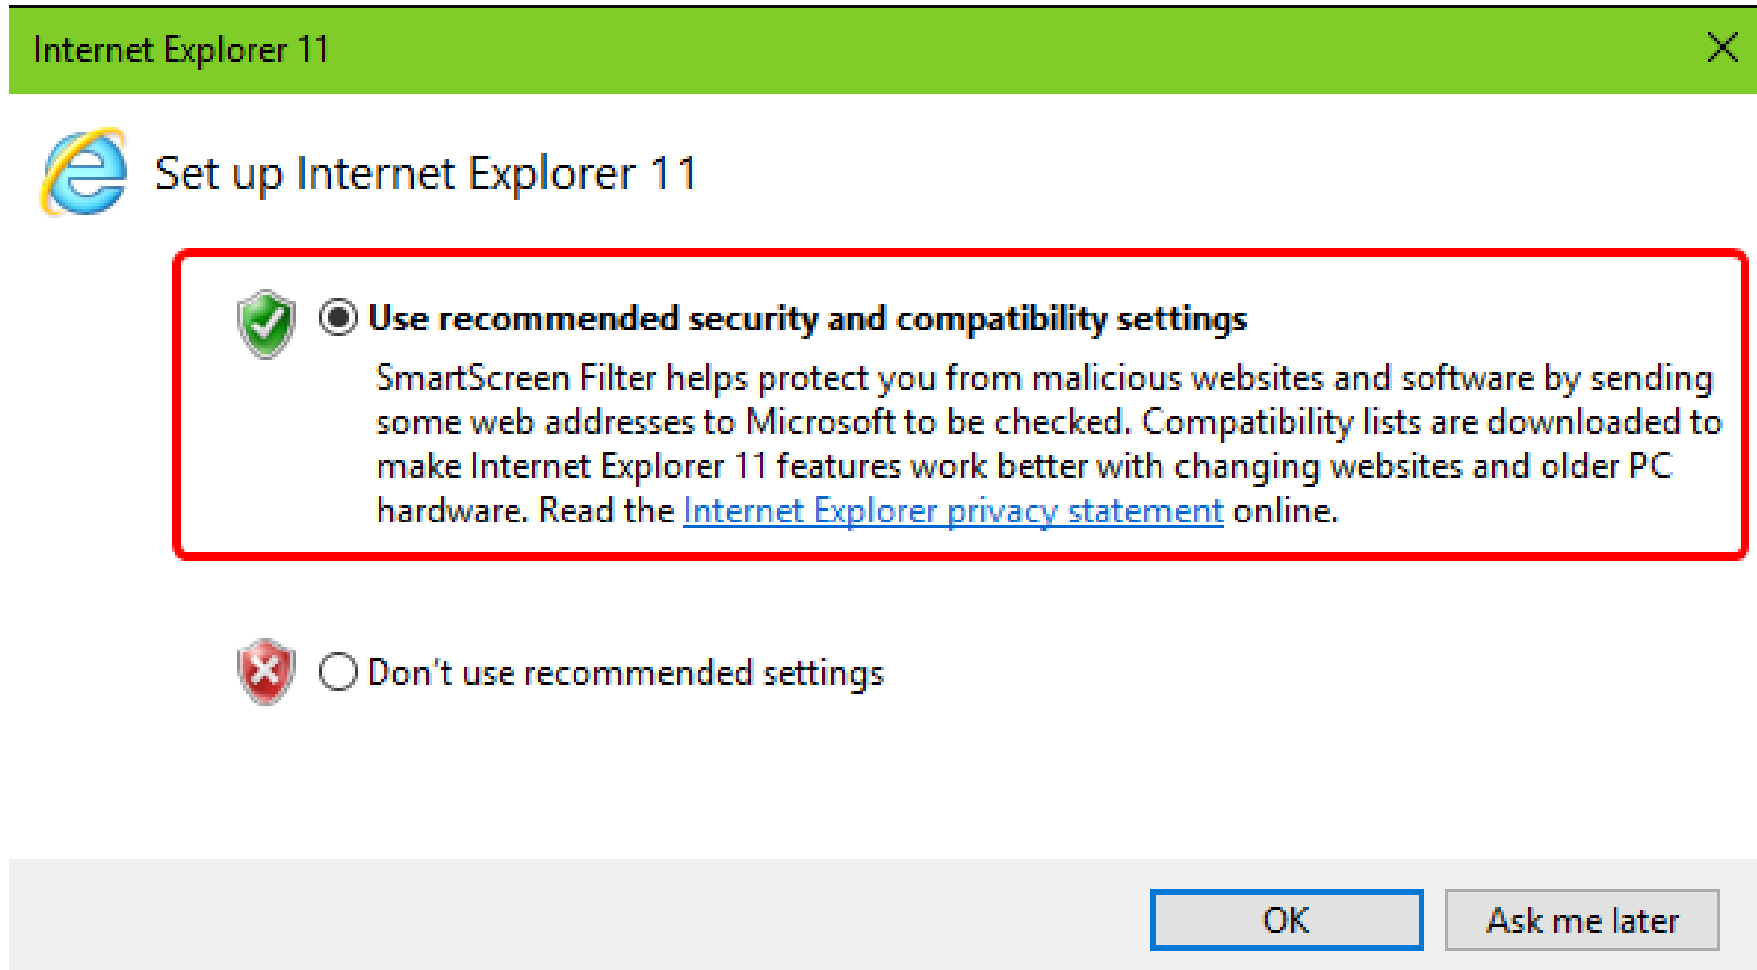 Internet Explorer 11
Set up Internet Explorer 11
Use recommended security and compatibility settings
SmartScreen Filter helps protect you from malicious websites and software by sending
some web addresses to Microsoft to be checked. Compatibility lists are downloaded to
make Internet Explorer 11 features work better with changing websites and older PC
hardware. Read the Internet Explorer privacy statement online.
Don't use recommended settings
OK
Ask me later